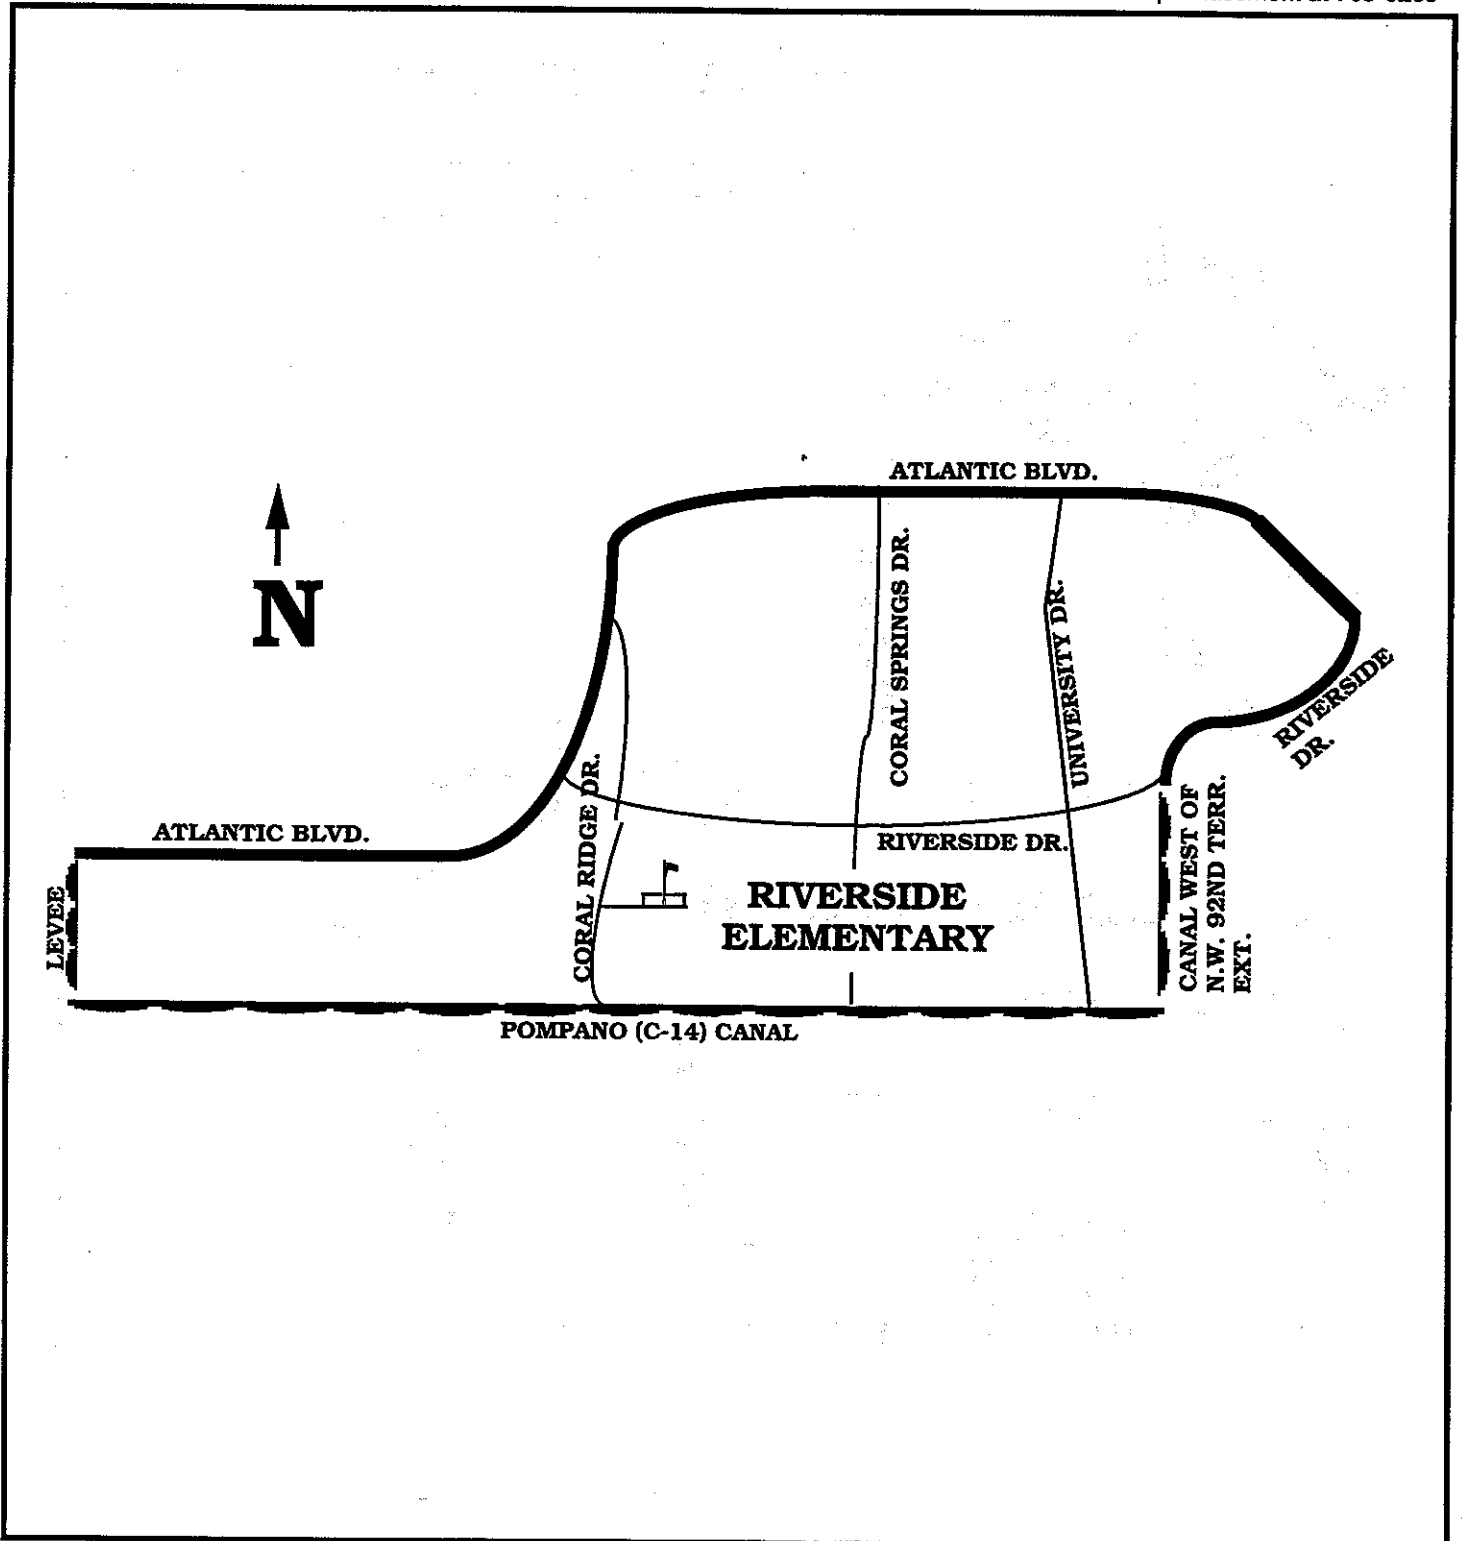 ATLANTIC BLVD.
N
CORAL SPRINGS DR.
UNIVERSITY DR.
RIVERSIDE
DR.
ATLANTIC BLVD.
CORAL RIDGE DR.
RIVERSIDE DR.
LEVEE
RIVERSIDE
ELEMENTARY
CANAL WEST OF
N.W. 92ND TERR.
EXT.
POMPANO (C-14) CANAL